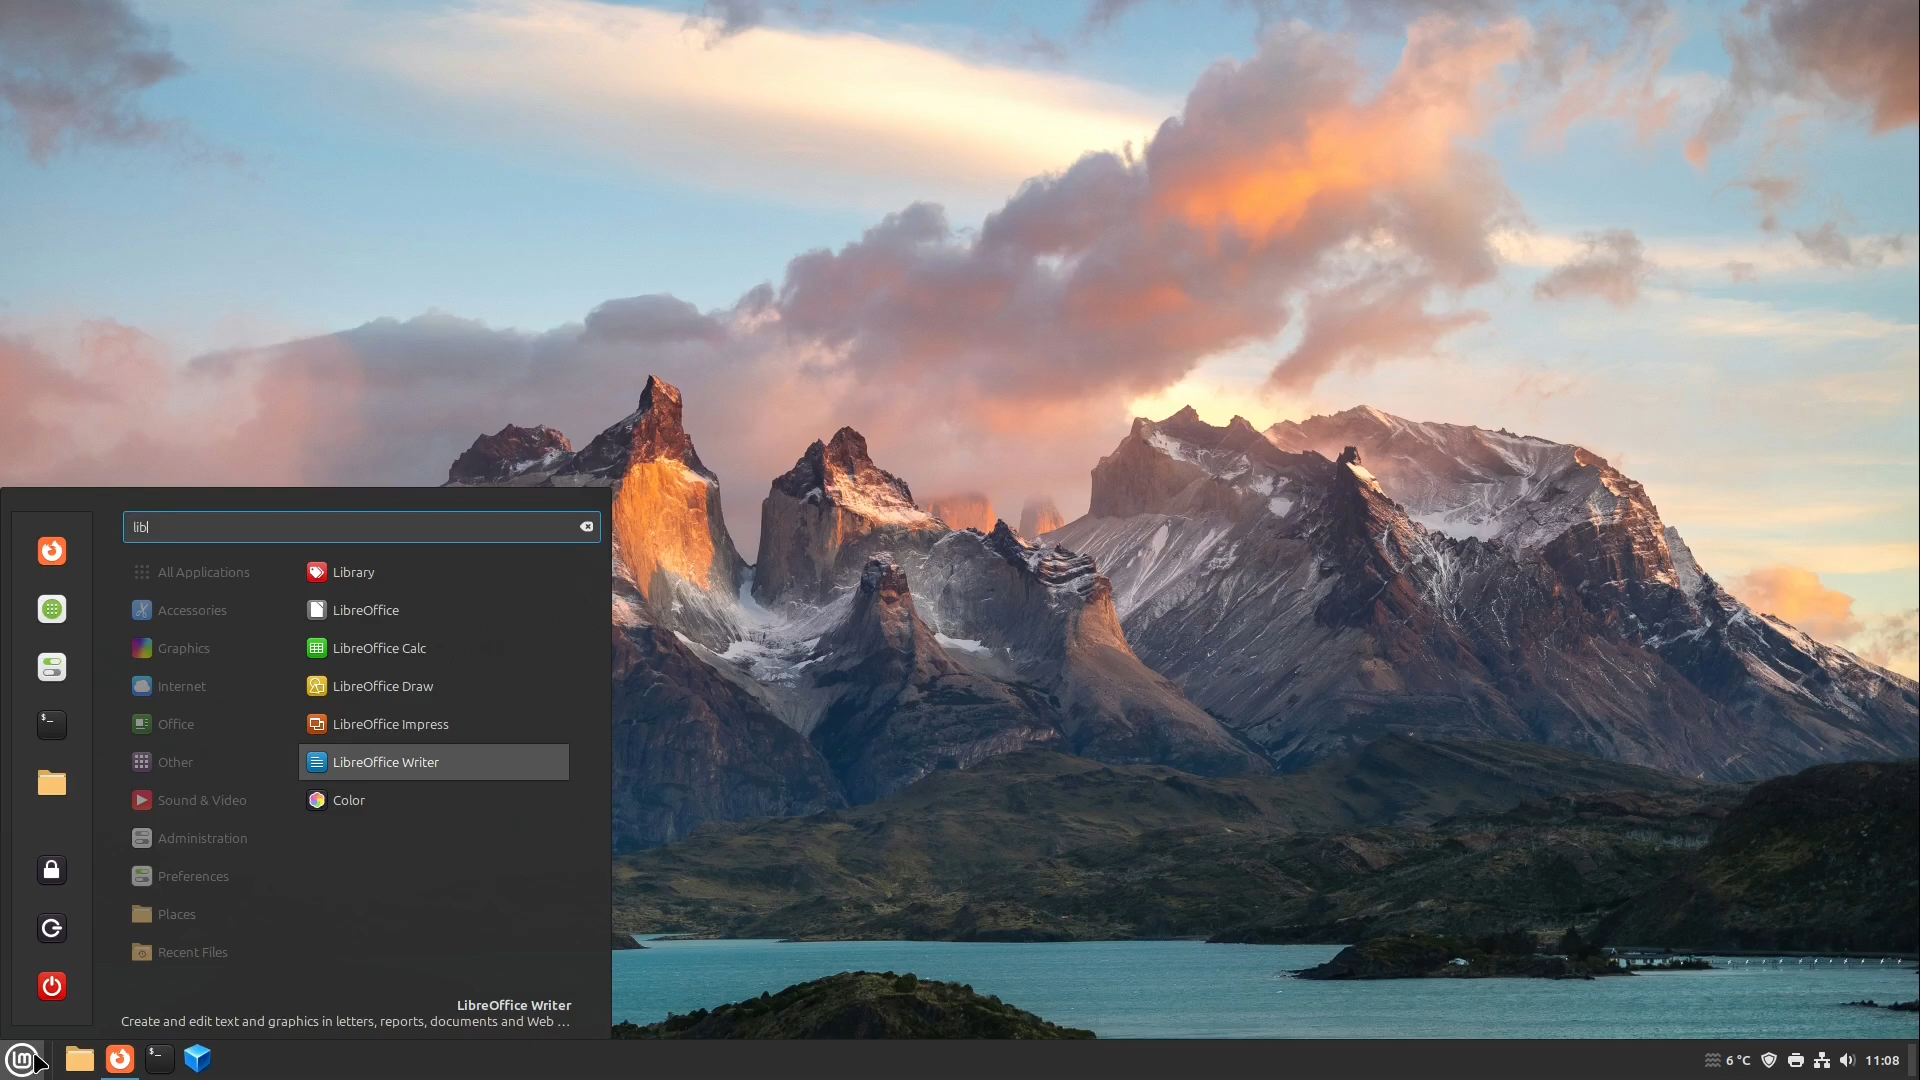 lib
All Applications
Accessories
Graphics
Internet
Office
Other
Sound & Video
Administration
Preferences
Places
Recent Files
Library
LibreOffice
LibreOffice Calc
LibreOffice Draw
LibreOffice Impress
LibreOffice Writer
Color
LibreOffice Writer
Create and edit text and graphics in letters, reports, documents and Web ...
$_
$_
lm
6 °C
11:08